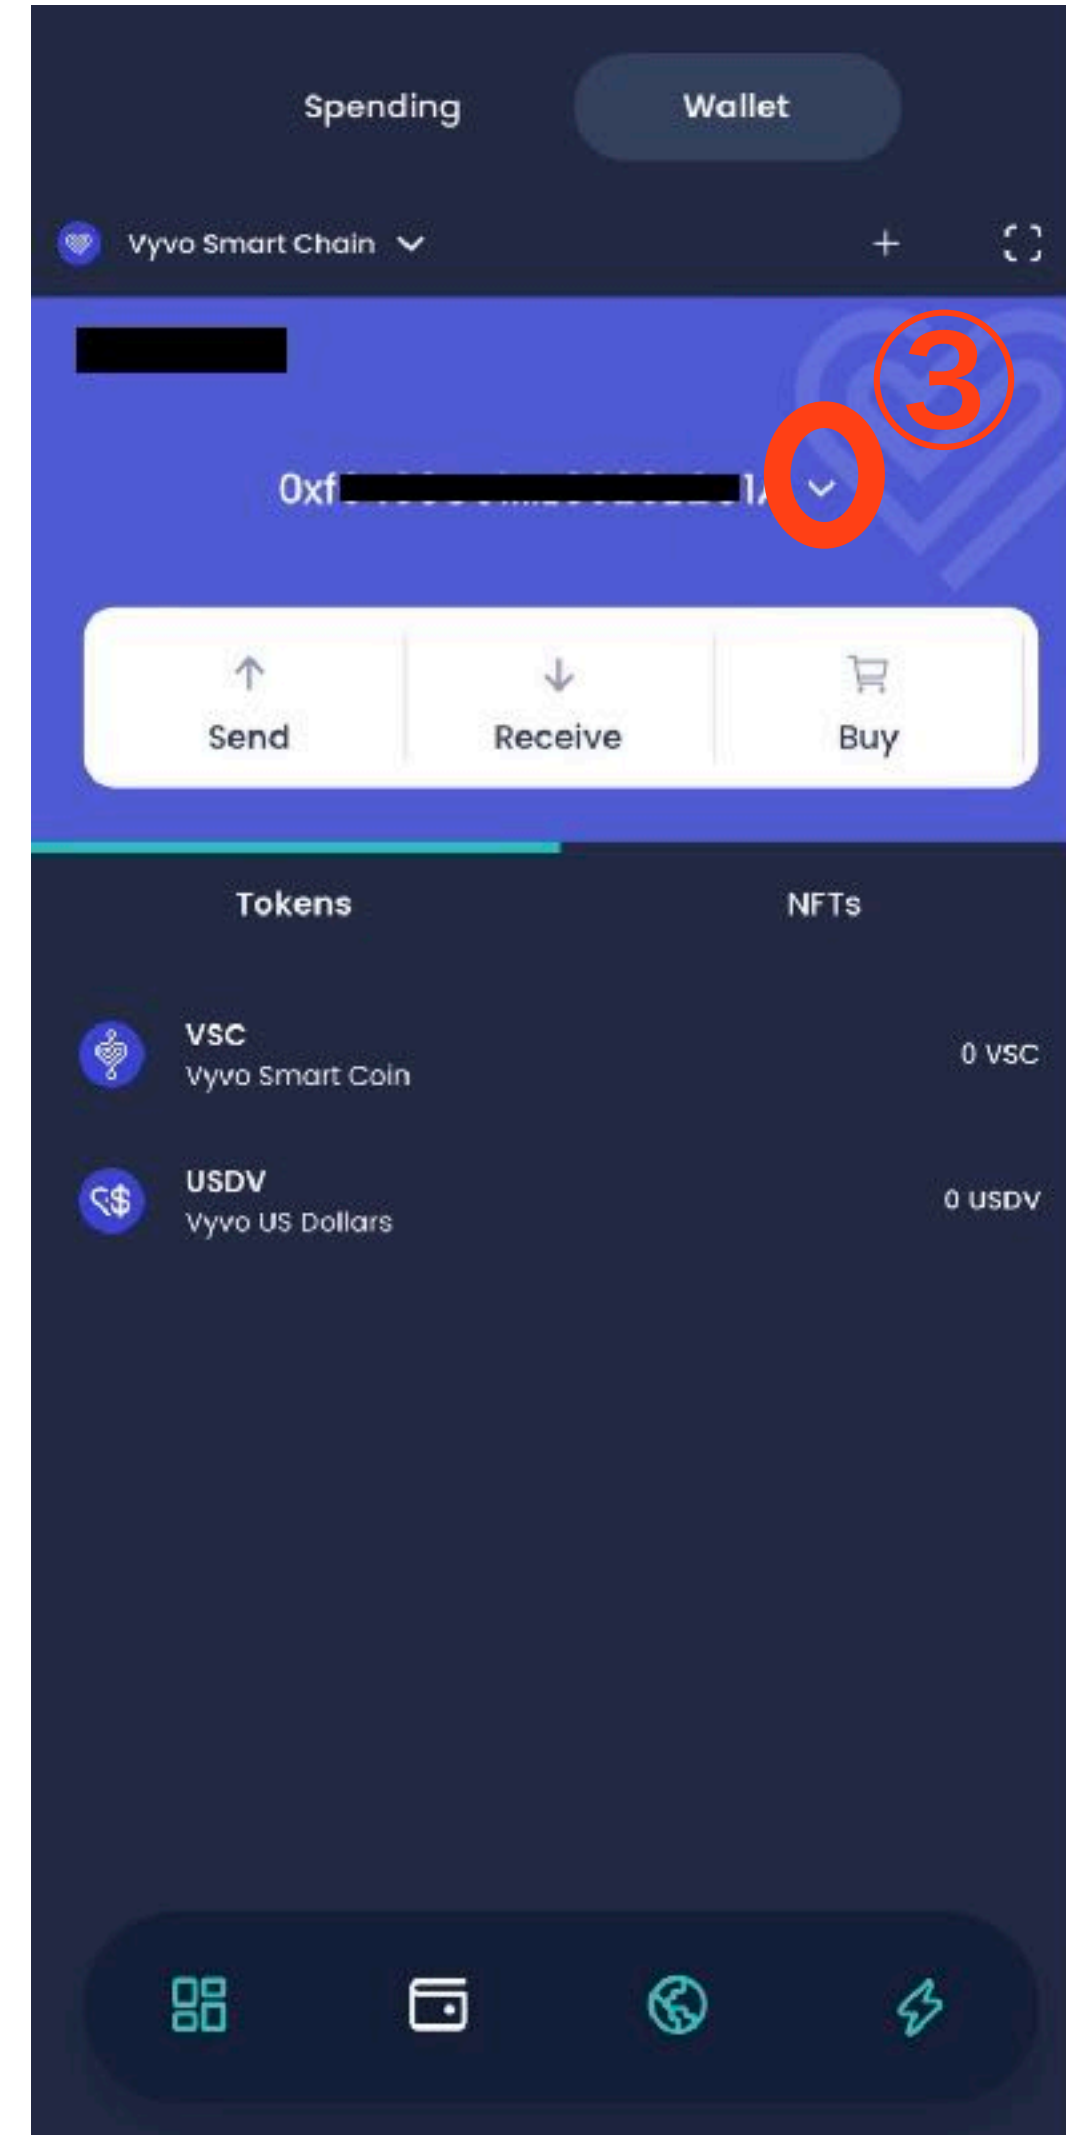 Spending
Wallet
Vyvo Smart Chain
③
0xf
Send
Receive
Buy
Tokens
NFTs
VSC
Vyvo Smart Coin
0 VSC
USDV
Vyvo US Dollars
0 USDV